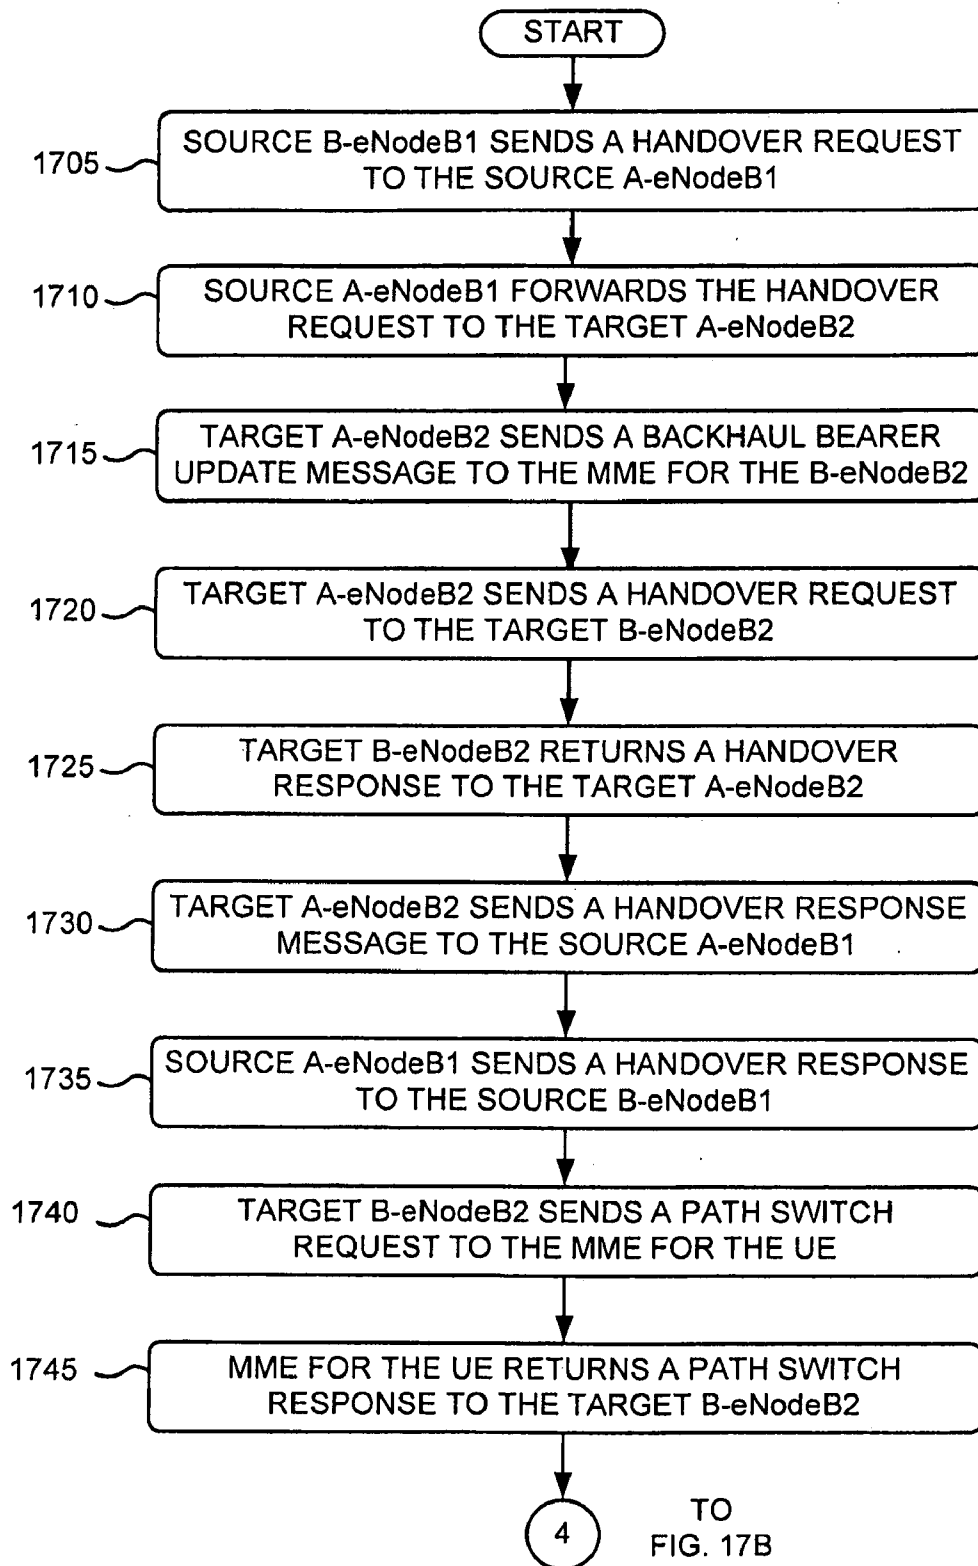 START
1705
SOURCE B-eNodeB1 SENDS A HANDOVER REQUEST
TO THE SOURCE A-eNodeB1
1710
SOURCE A-eNodeB1 FORWARDS THE HANDOVER
REQUEST TO THE TARGET A-eNodeB2
1715
TARGET A-eNodeB2 SENDS A BACKHAUL BEARER
UPDATE MESSAGE TO THE MME FOR THE B-eNodeB2
1720
TARGET A-eNodeB2 SENDS A HANDOVER REQUEST
TO THE TARGET B-eNodeB2
1725
TARGET B-eNodeB2 RETURNS A HANDOVER
RESPONSE TO THE TARGET A-eNodeB2
1730
TARGET A-eNodeB2 SENDS A HANDOVER RESPONSE
MESSAGE TO THE SOURCE A-eNodeB1
1735
SOURCE A-eNodeB1 SENDS A HANDOVER RESPONSE
TO THE SOURCE B-eNodeB1
1740
TARGET B-eNodeB2 SENDS A PATH SWITCH
REQUEST TO THE MME FOR THE UE
1745
MME FOR THE UE RETURNS A PATH SWITCH
RESPONSE TO THE TARGET B-eNodeB2
4
TO
FIG. 17B